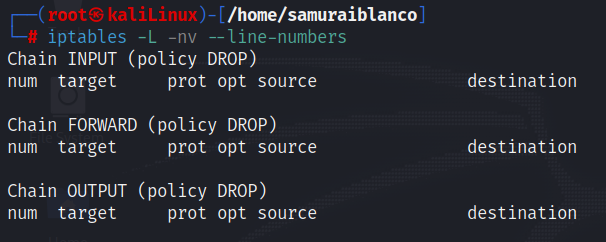 ┌──(root㉿kaliLinux)-[/home/samuraiblanco]
└─# iptables -L -nv --line-numbers
Chain INPUT (policy DROP)
num  target     prot opt source               destination

Chain FORWARD (policy DROP)
num  target     prot opt source               destination

Chain OUTPUT (policy DROP)
num  target     prot opt source               destination